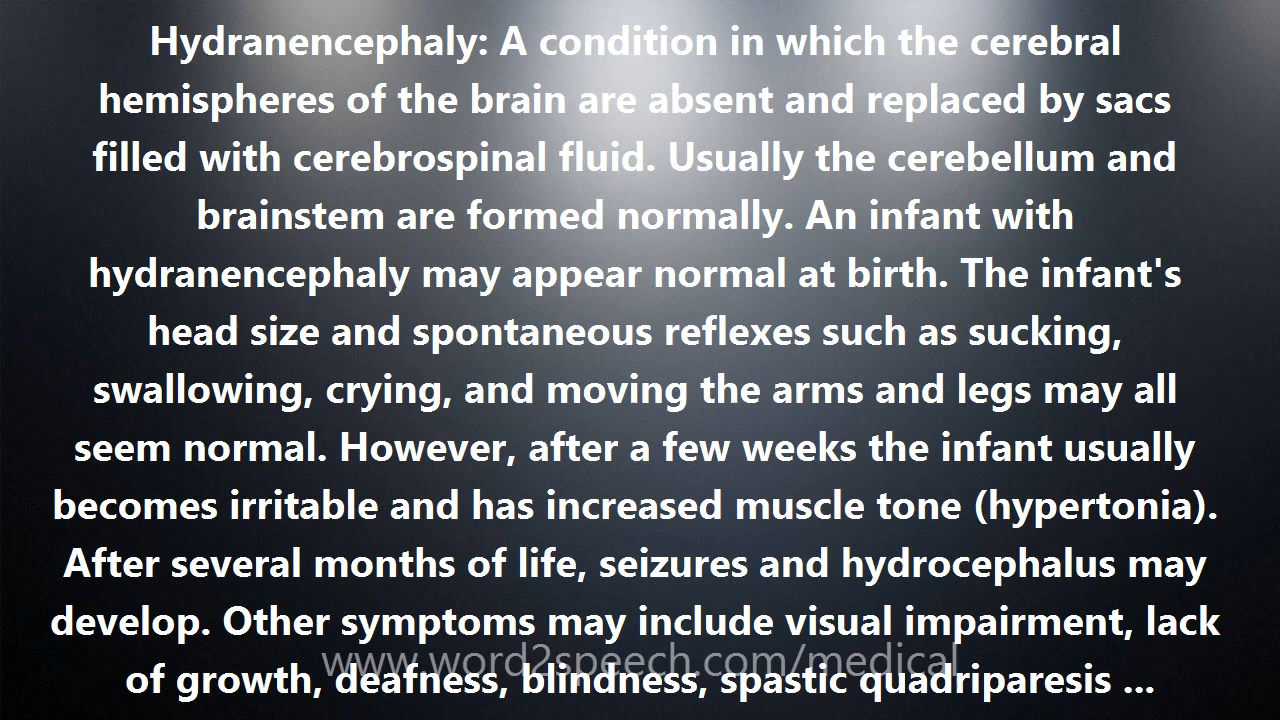 Hydranencephaly: A condition in which the cerebral
hemispheres of the brain are absent and replaced by sacs
filled with cerebrospinal fluid. Usually the cerebellum and
brainstem are formed normally. An infant with
hydranencephaly may appear normal at birth. The infant's
head size and spontaneous reflexes such as sucking,
swallowing, crying, and moving the arms and legs may all
seem normal. However, after a few weeks the infant usually
becomes irritable and has increased muscle tone (hypertonia).
After several months of life, seizures and hydrocephalus may
develop. Other symptoms may include visual impairment, lack
www.word2speech.com/medical
of growth, deafness, blindness, spastic quadriparesis ...